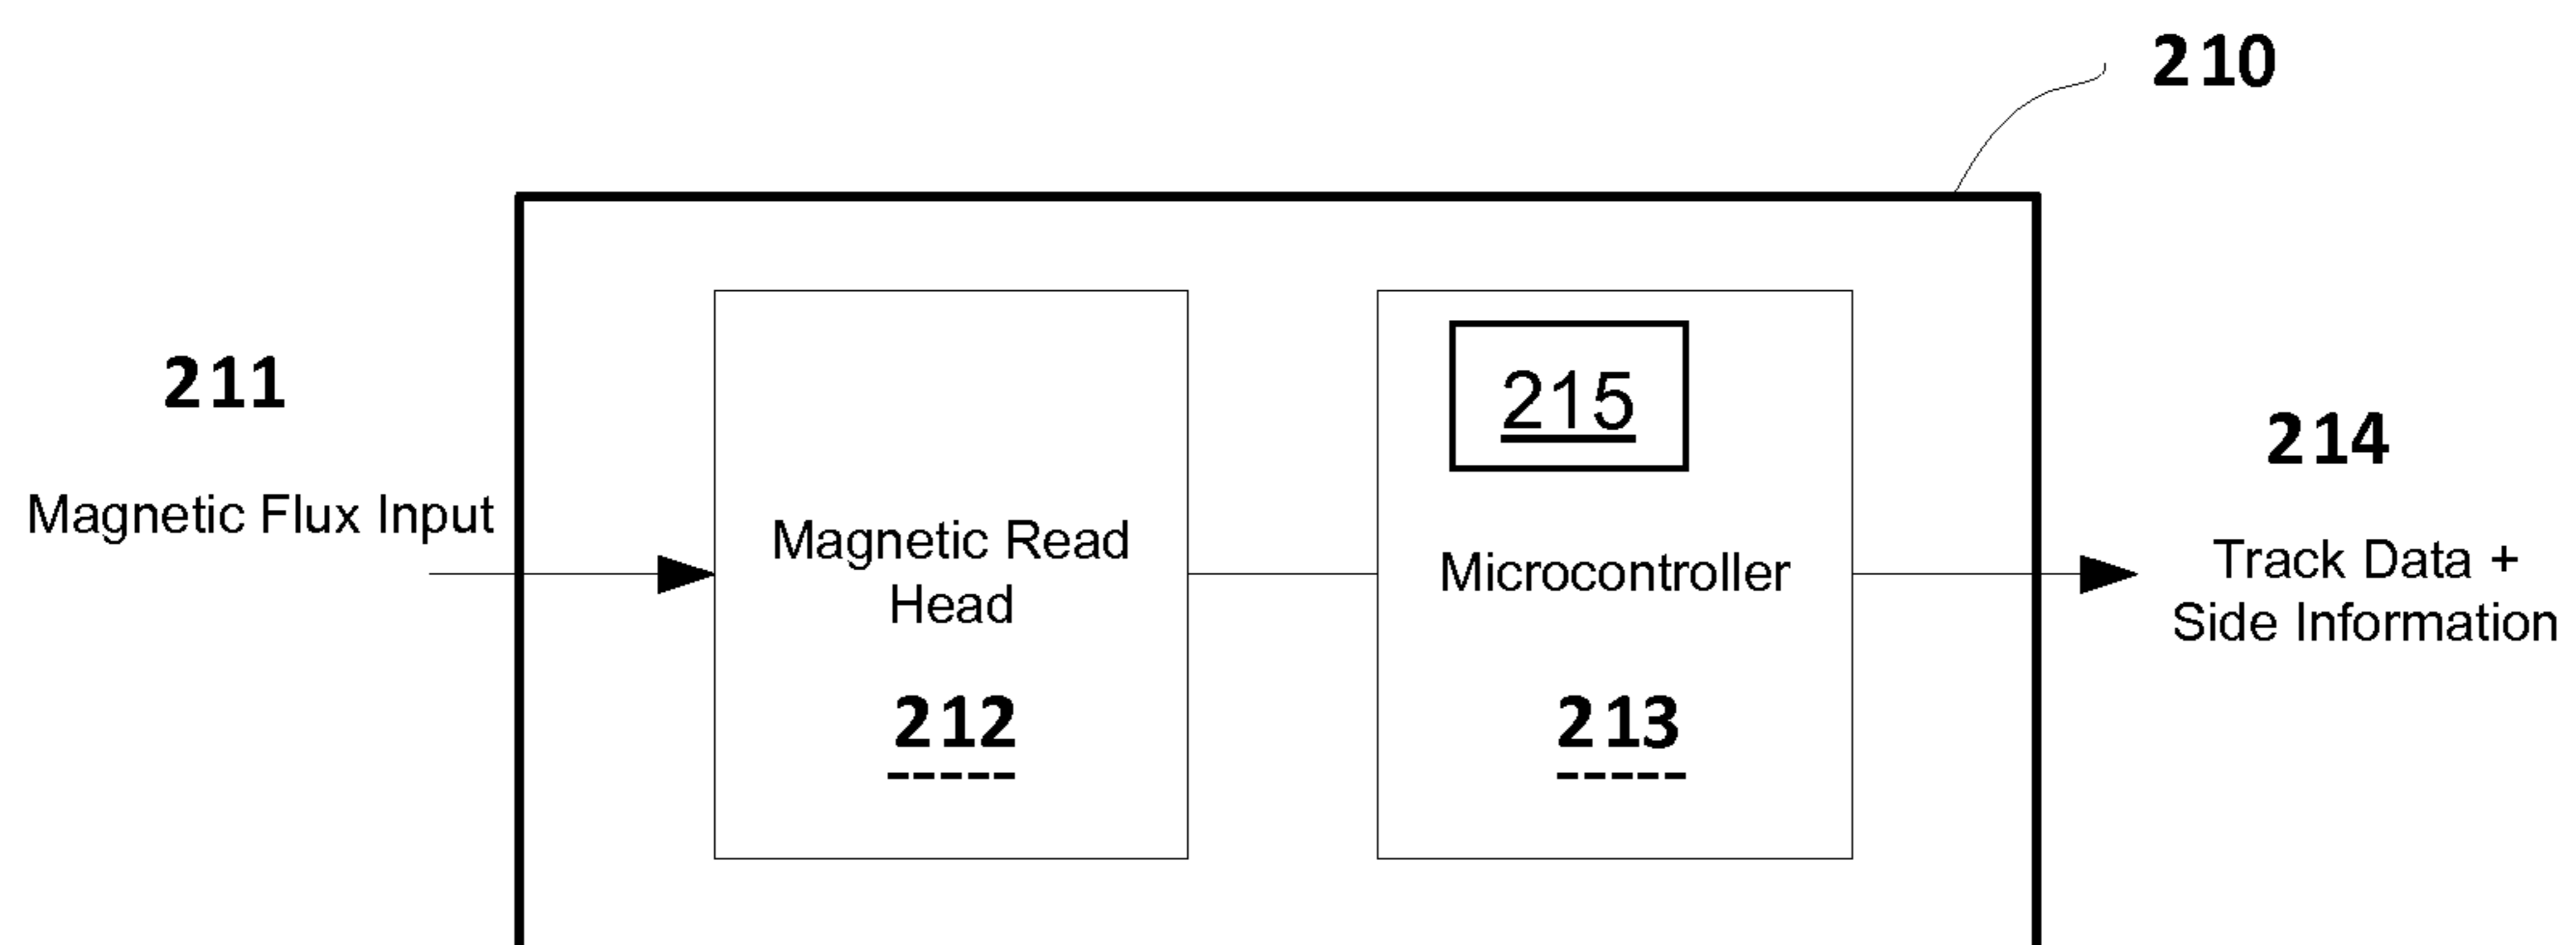 210
211
Magnetic Flux Input
215
Magnetic Read
Head
212
Microcontroller
213
214
Track Data +
Side Information